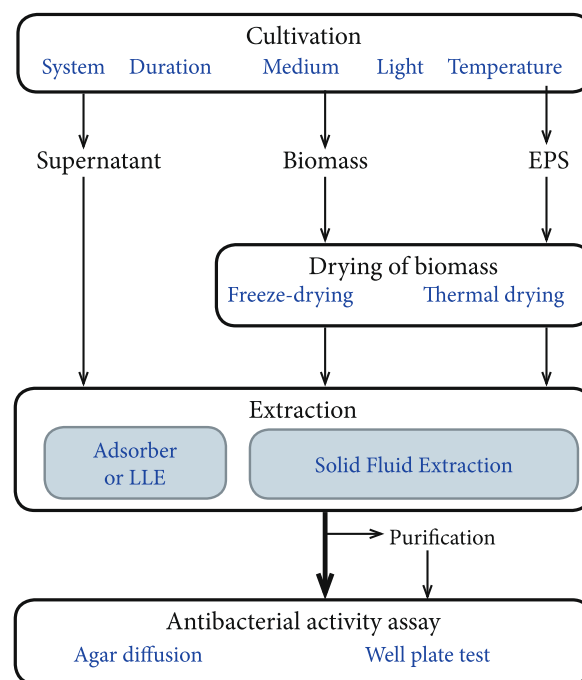 Cultivation
System Duration Medium Light Temperature
Supernatant Biomass EPS
Drying of biomass
Freeze-drying Thermal drying
Extraction
Adsorber
or LLE
Solid Fluid Extraction
Purification
Antibacterial activity assay
Agar diffusion Well plate test